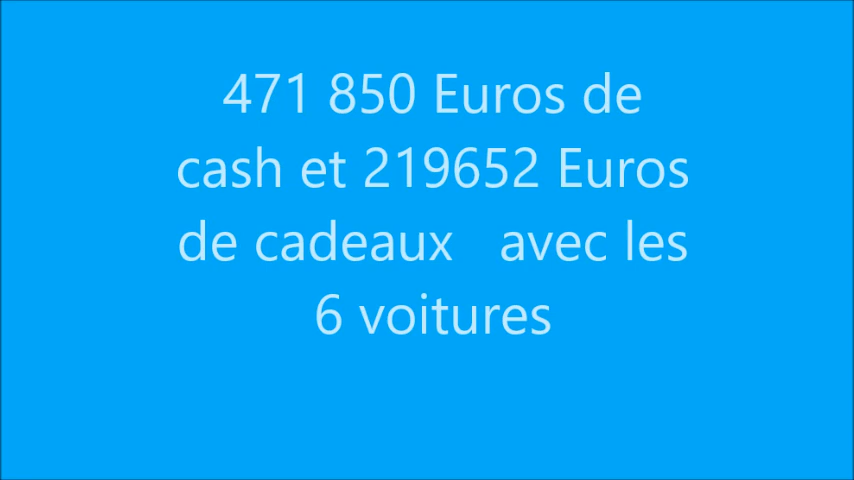 471 850 Euros de
cash et 219652 Euros
de cadeaux   avec les
6 voitures